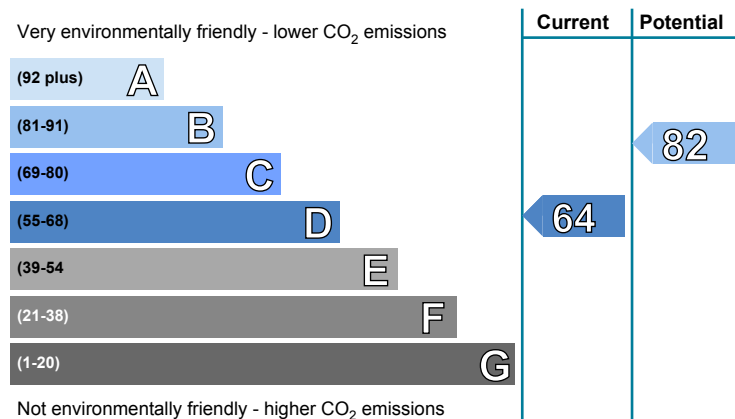 Very environmentally friendly - lower CO₂ emissions
Current Potential
(92 plus) A
(81-91) B
82
(69-80) C
(55-68) D
64
(39-54 E
(21-38) F
(1-20) G
Not environmentally friendly - higher CO₂ emissions